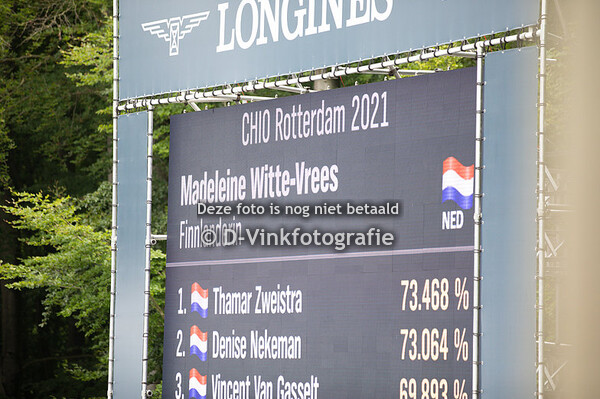 LONGINES
CHIO Rotterdam 2021
Madeleine Witte-Vrees
Deze foto is nog niet betaald
Finnlanderin
NED
©D-Vinkfotografie
1. Thamar Zweistra 73.468 %
2. Denise Nekeman 73.064 %
3. Vincent Van Gasselt 69.893 %